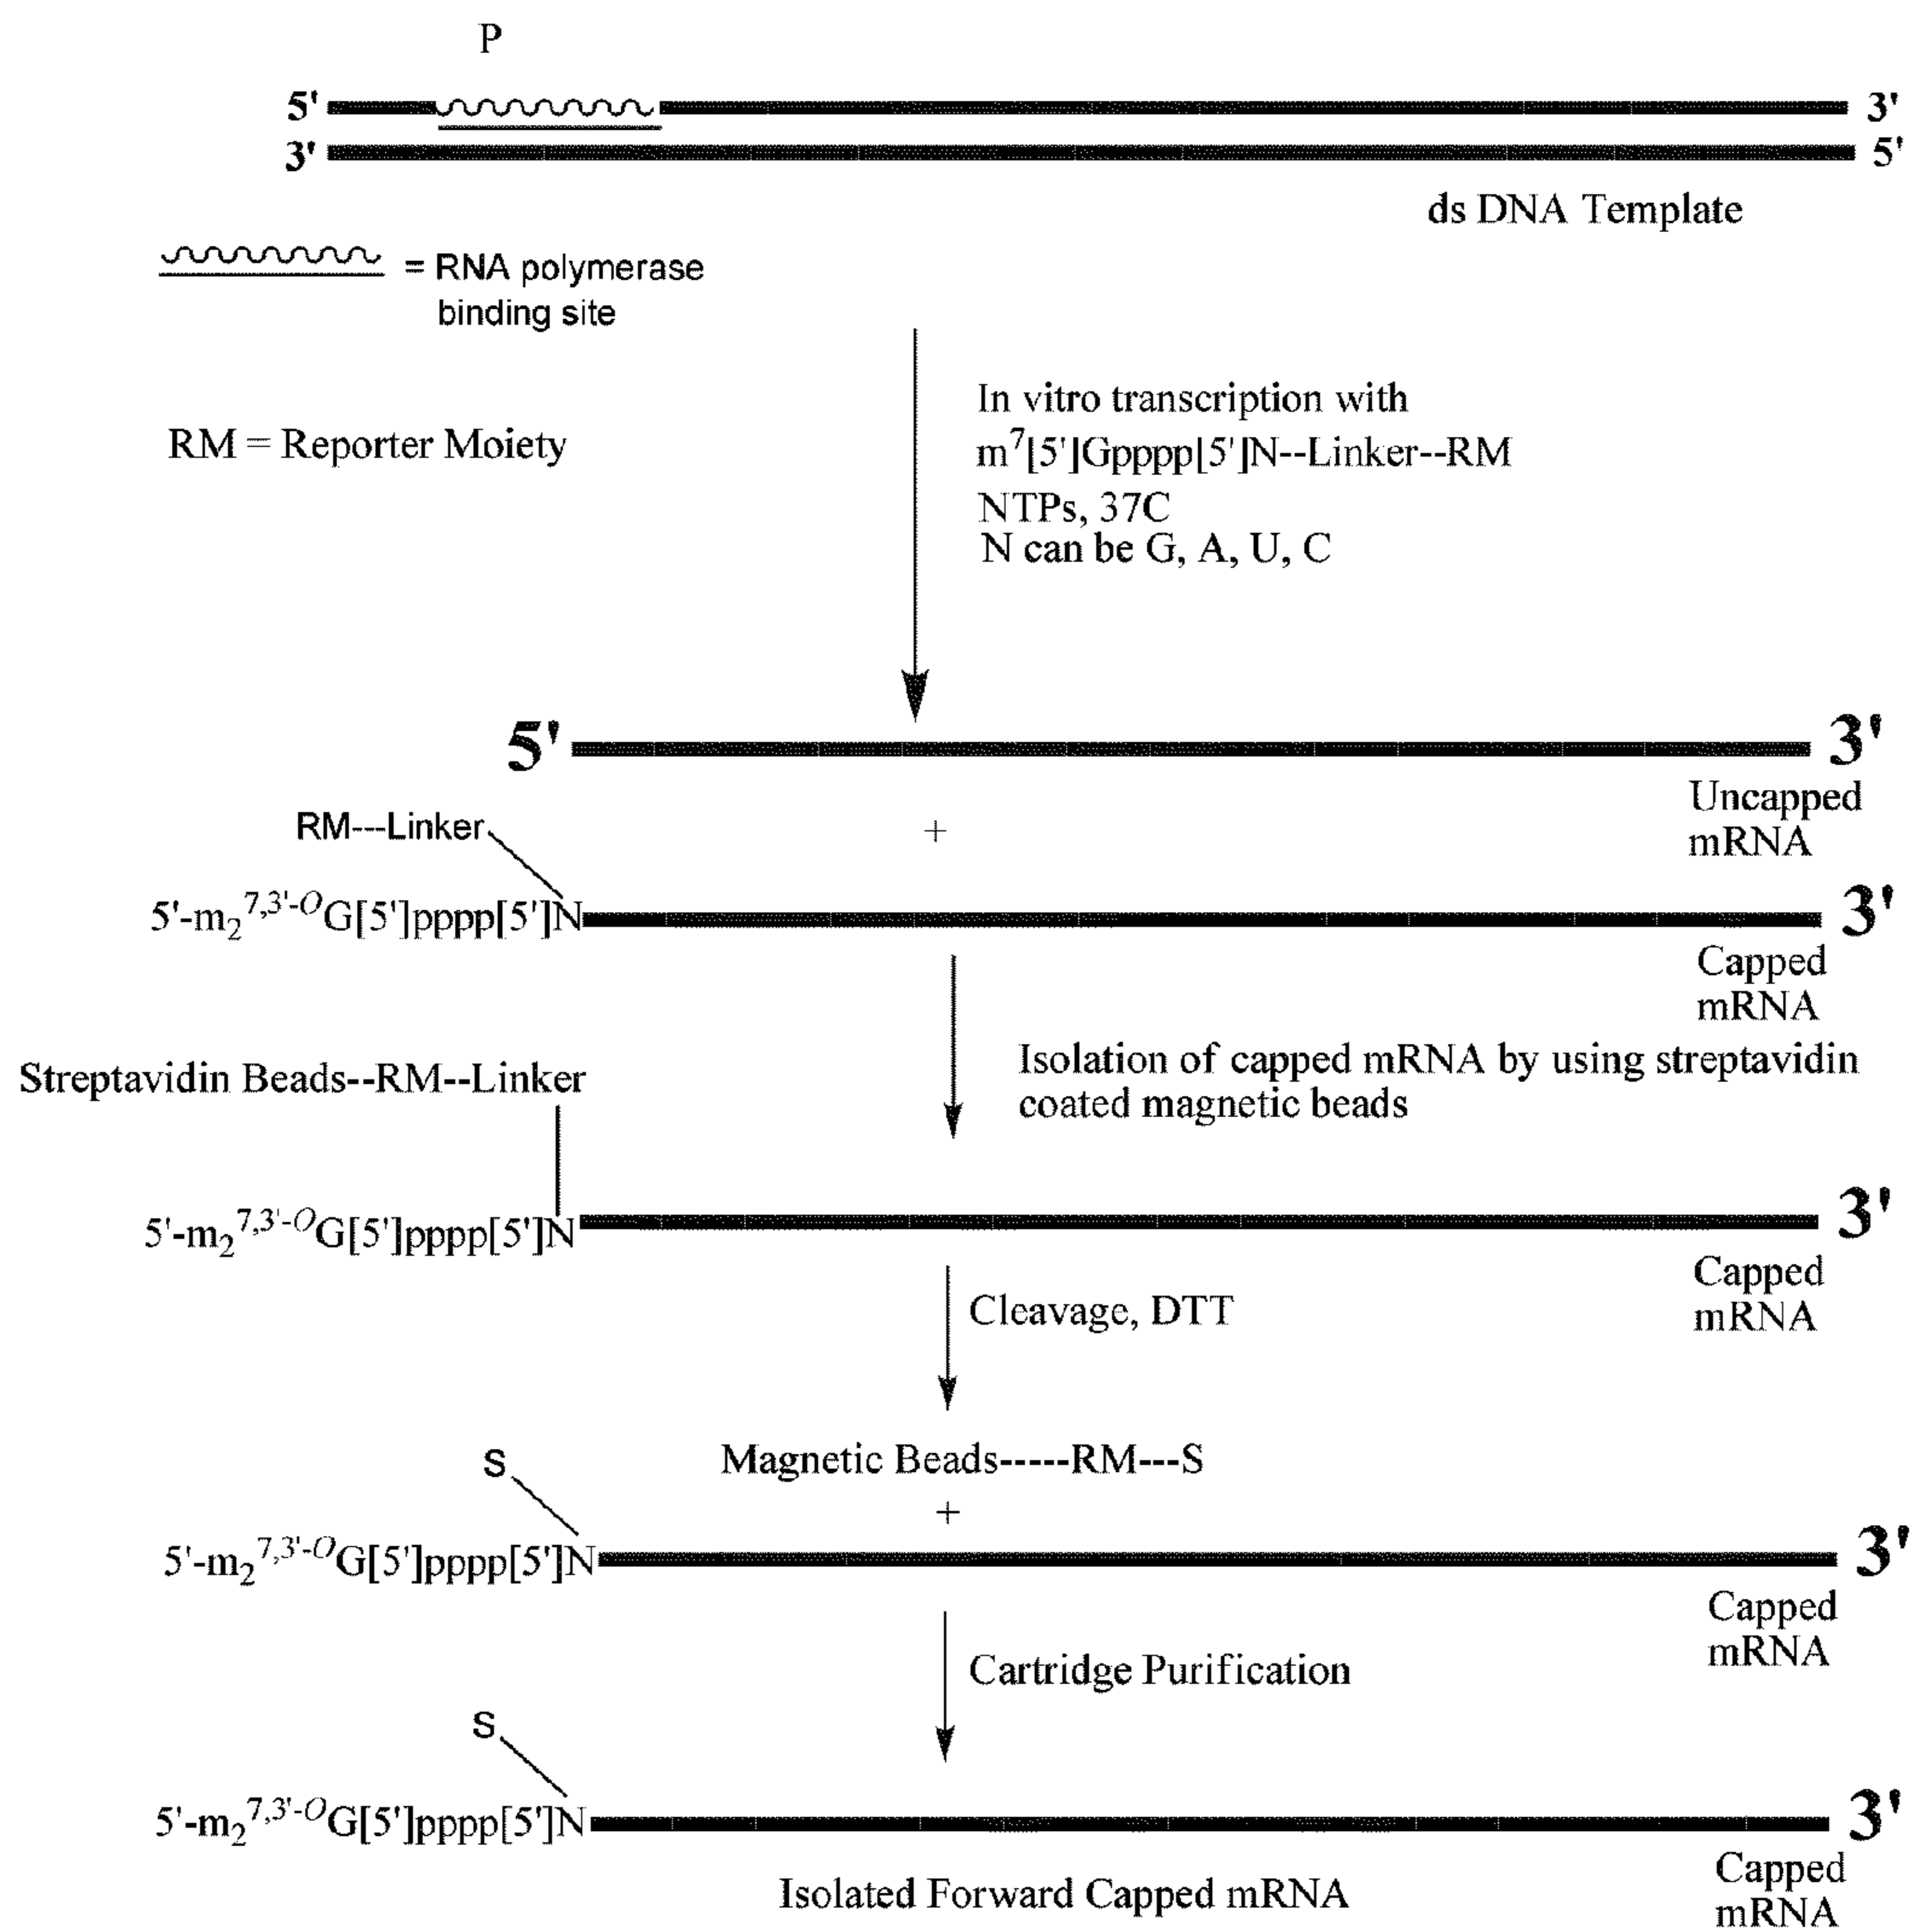 P
5' 3'
3' 5'
ds DNA Template
= RNA polymerase
binding site
RM = Reporter Moiety
In vitro transcription with
m⁷[5']Gpppp[5']N--Linker--RM
NTPs, 37C
N can be G, A, U, C
5' 3'
Uncapped
mRNA
RM---Linker
+
5'-m₂⁷,³'⁻ᴼG[5']pppp[5']N 3'
Capped
mRNA
Isolation of capped mRNA by using streptavidin
coated magnetic beads
Streptavidin Beads--RM--Linker
5'-m₂⁷,³'⁻ᴼG[5']pppp[5']N 3'
Capped
mRNA
Cleavage, DTT
Magnetic Beads-----RM---S
S
+
5'-m₂⁷,³'⁻ᴼG[5']pppp[5']N 3'
Capped
mRNA
Cartridge Purification
S
5'-m₂⁷,³'⁻ᴼG[5']pppp[5']N 3'
Capped
mRNA
Isolated Forward Capped mRNA